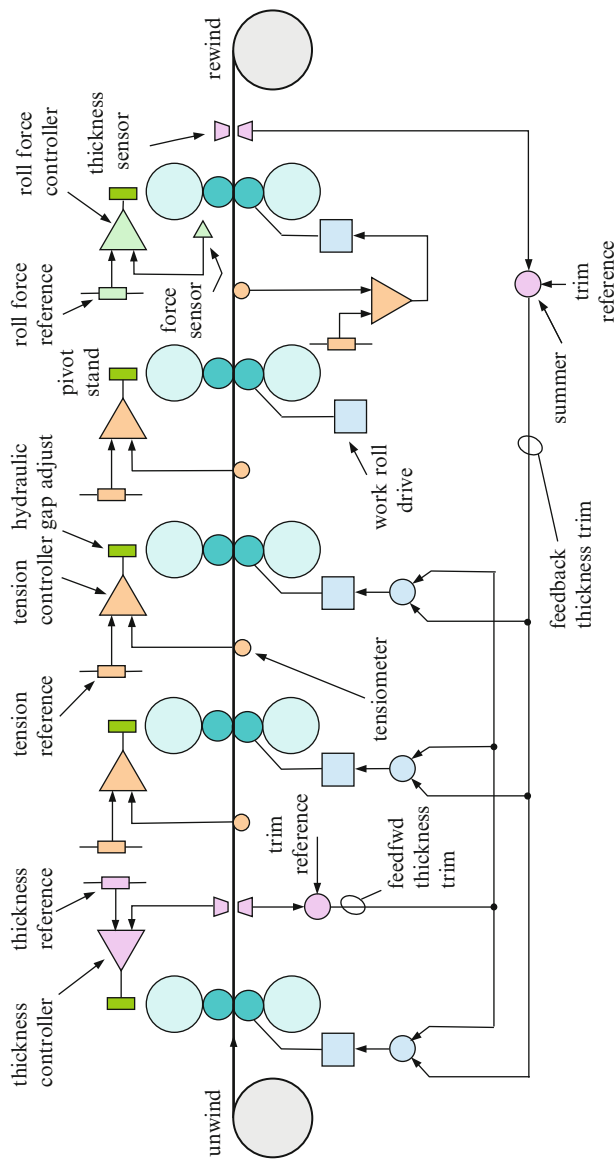 thickness
controller
thickness
reference
tension
reference
tension
controller
hydraulic
gap adjust
pivot
stand
roll force
reference
roll force
controller
unwind
force
sensor
thickness
sensor
rewind
trim
reference
feedfwd
thickness
trim
tensiometer
work roll
drive
feedback
thickness trim
summer
trim
reference